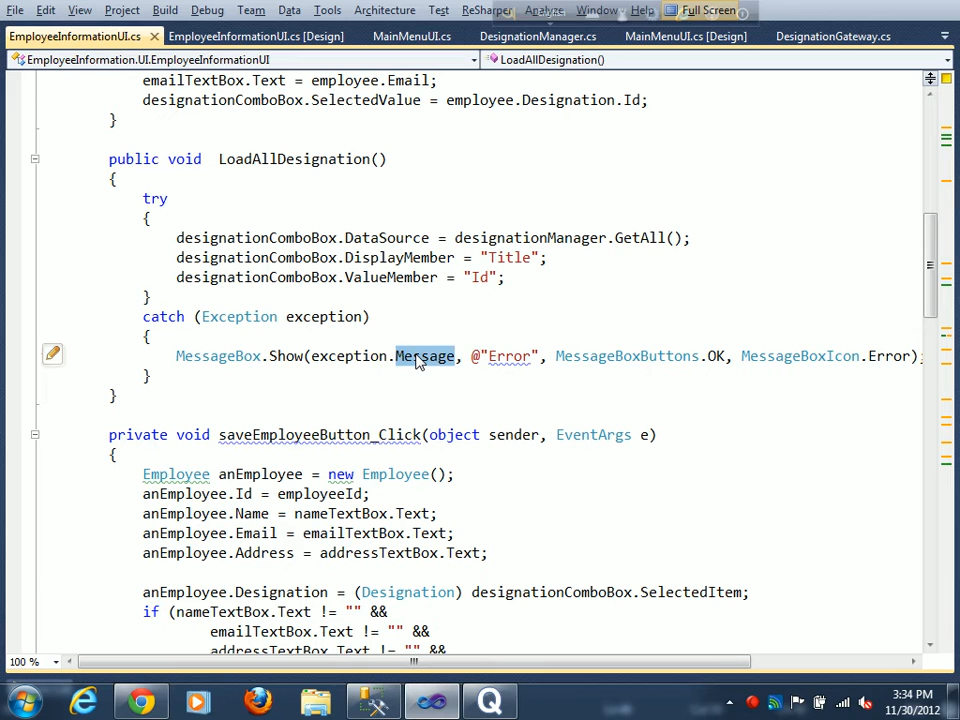 File Edit View Project Build Debug Team Data Tools Architecture Test ReSharper Analyze Window Help Full Screen
EmployeeInformationUI.cs EmployeeInformationUI.cs [Design] MainMenuUI.cs DesignationManager.cs MainMenuUI.cs [Design] DesignationGateway.cs
EmployeeInformation.UI.EmployeeInformationUI LoadAllDesignation()
emailTextBox.Text = employee.Email;
designationComboBox.SelectedValue = employee.Designation.Id;
}
public void LoadAllDesignation()
{
try
{
designationComboBox.DataSource = designationManager.GetAll();
designationComboBox.DisplayMember = "Title";
designationComboBox.ValueMember = "Id";
}
catch (Exception exception)
{
MessageBox.Show(exception.Message, @"Error", MessageBoxButtons.OK, MessageBoxIcon.Error);
}
}
private void saveEmployeeButton_Click(object sender, EventArgs e)
{
Employee anEmployee = new Employee();
anEmployee.Id = employeeId;
anEmployee.Name = nameTextBox.Text;
anEmployee.Email = emailTextBox.Text;
anEmployee.Address = addressTextBox.Text;
anEmployee.Designation = (Designation) designationComboBox.SelectedItem;
if (nameTextBox.Text != "" &&
emailTextBox.Text != "" &&
addressTextBox.Text != "" &&
100 %
3:34 PM
11/30/2012